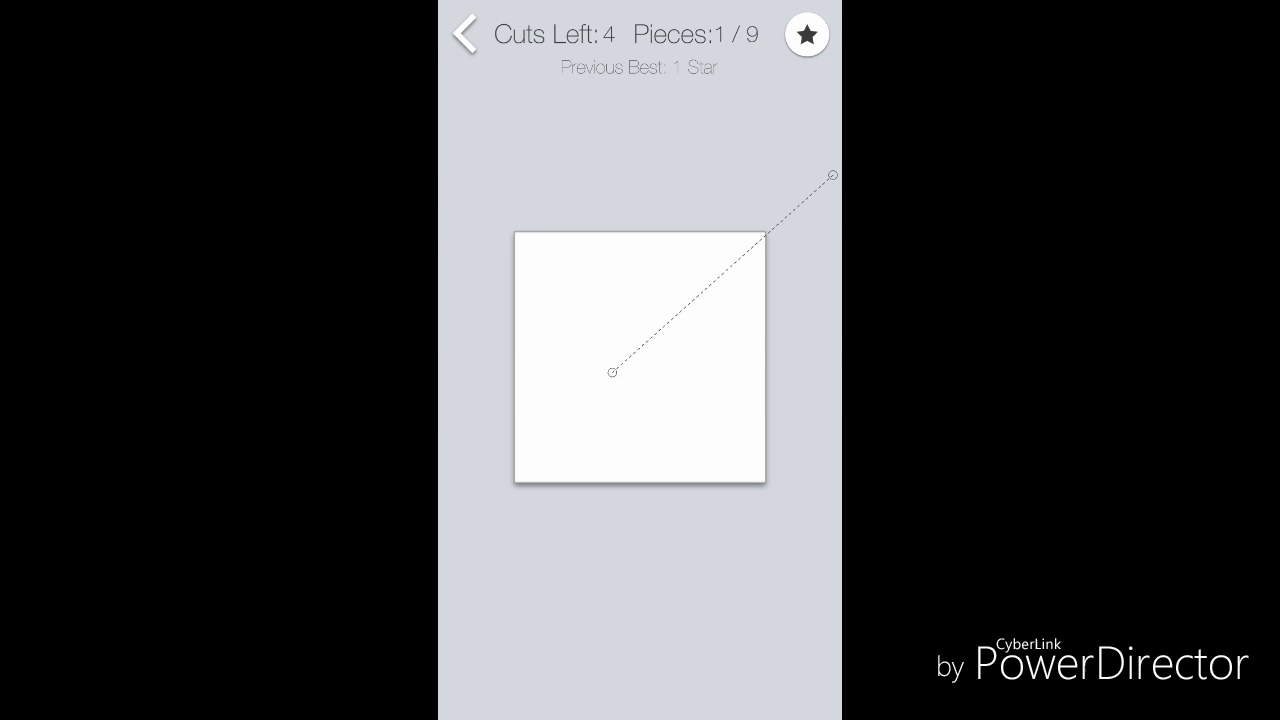 Cuts Left: 4 Pieces:1 / 9
Previous Best: 1 Star
CyberLink
by PowerDirector